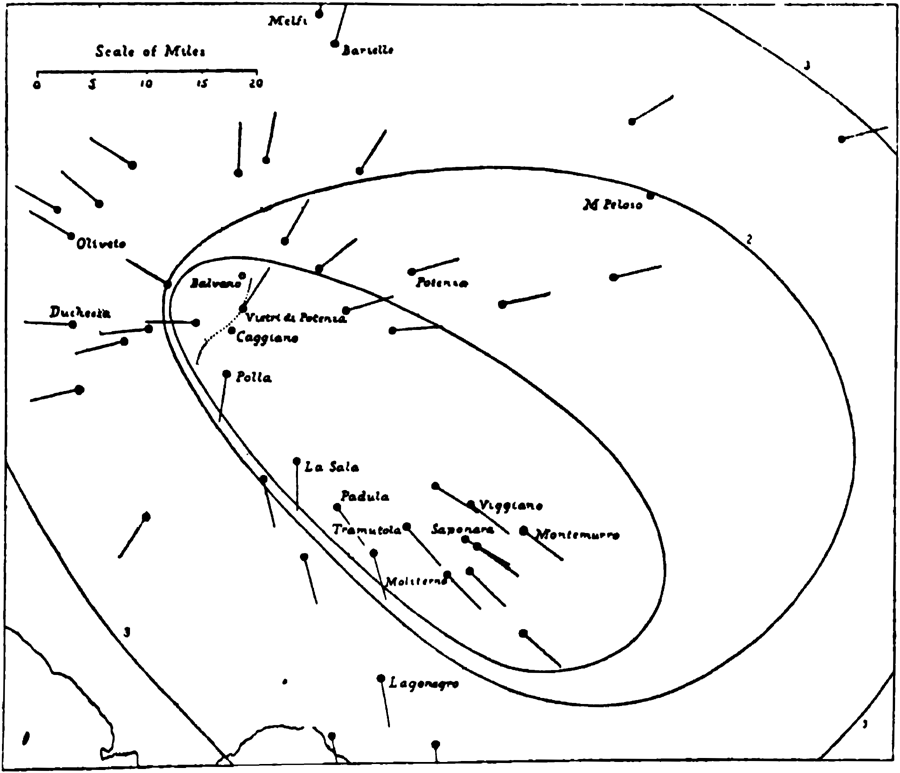 Melfi
Barielle
Scale of Miles
0 5 10 15 20
3
M Peloso
2
Oliveto
Balvano
Potenza
Duchessa
Vietri di Potenza
Caggiano
Polla
La Sala
Padula
Viggiano
Tramutola
Saponara
Montemurro
Moliterno
3
Lagonegro
3